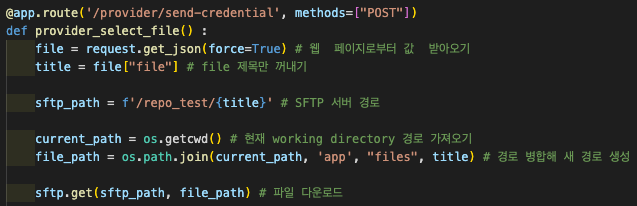 @app.route('/provider/send-credential', methods=["POST"])
def provider_select_file() :
    file = request.get_json(force=True) # 웹  페이지로부터 값  받아오기
    title = file["file"] # file 제목만 꺼내기
    sftp_path = f'/repo_test/{title}' # SFTP 서버 경로
    current_path = os.getcwd() # 현재 working directory 경로 가져오기
    file_path = os.path.join(current_path, 'app', "files", title) # 경로 병합해 새 경로 생성
    sftp.get(sftp_path, file_path) # 파일 다운로드